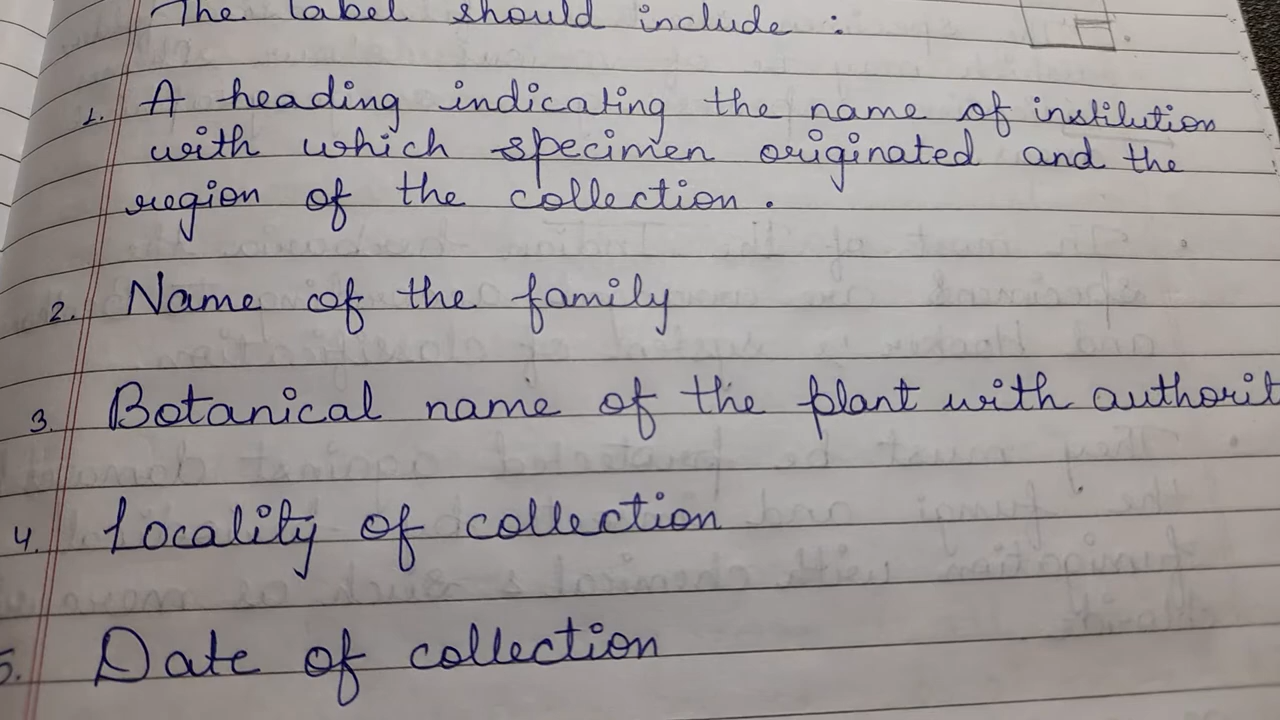 The label should include :
1. A heading indicating the name of institution
with which specimen originated and the
region of the collection.
2. Name of the family
3. Botanical name of the plant with authorit
4. Locality of collection
5. Date of collection